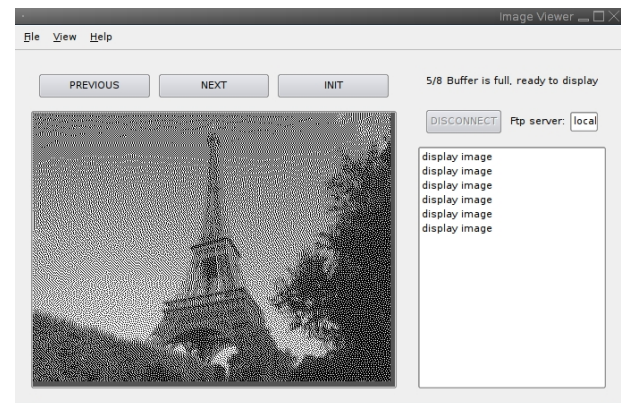 Image Viewer
File View Help
PREVIOUS NEXT INIT
5/8 Buffer is full, ready to display
DISCONNECT Ftp server: local
display image
display image
display image
display image
display image
display image